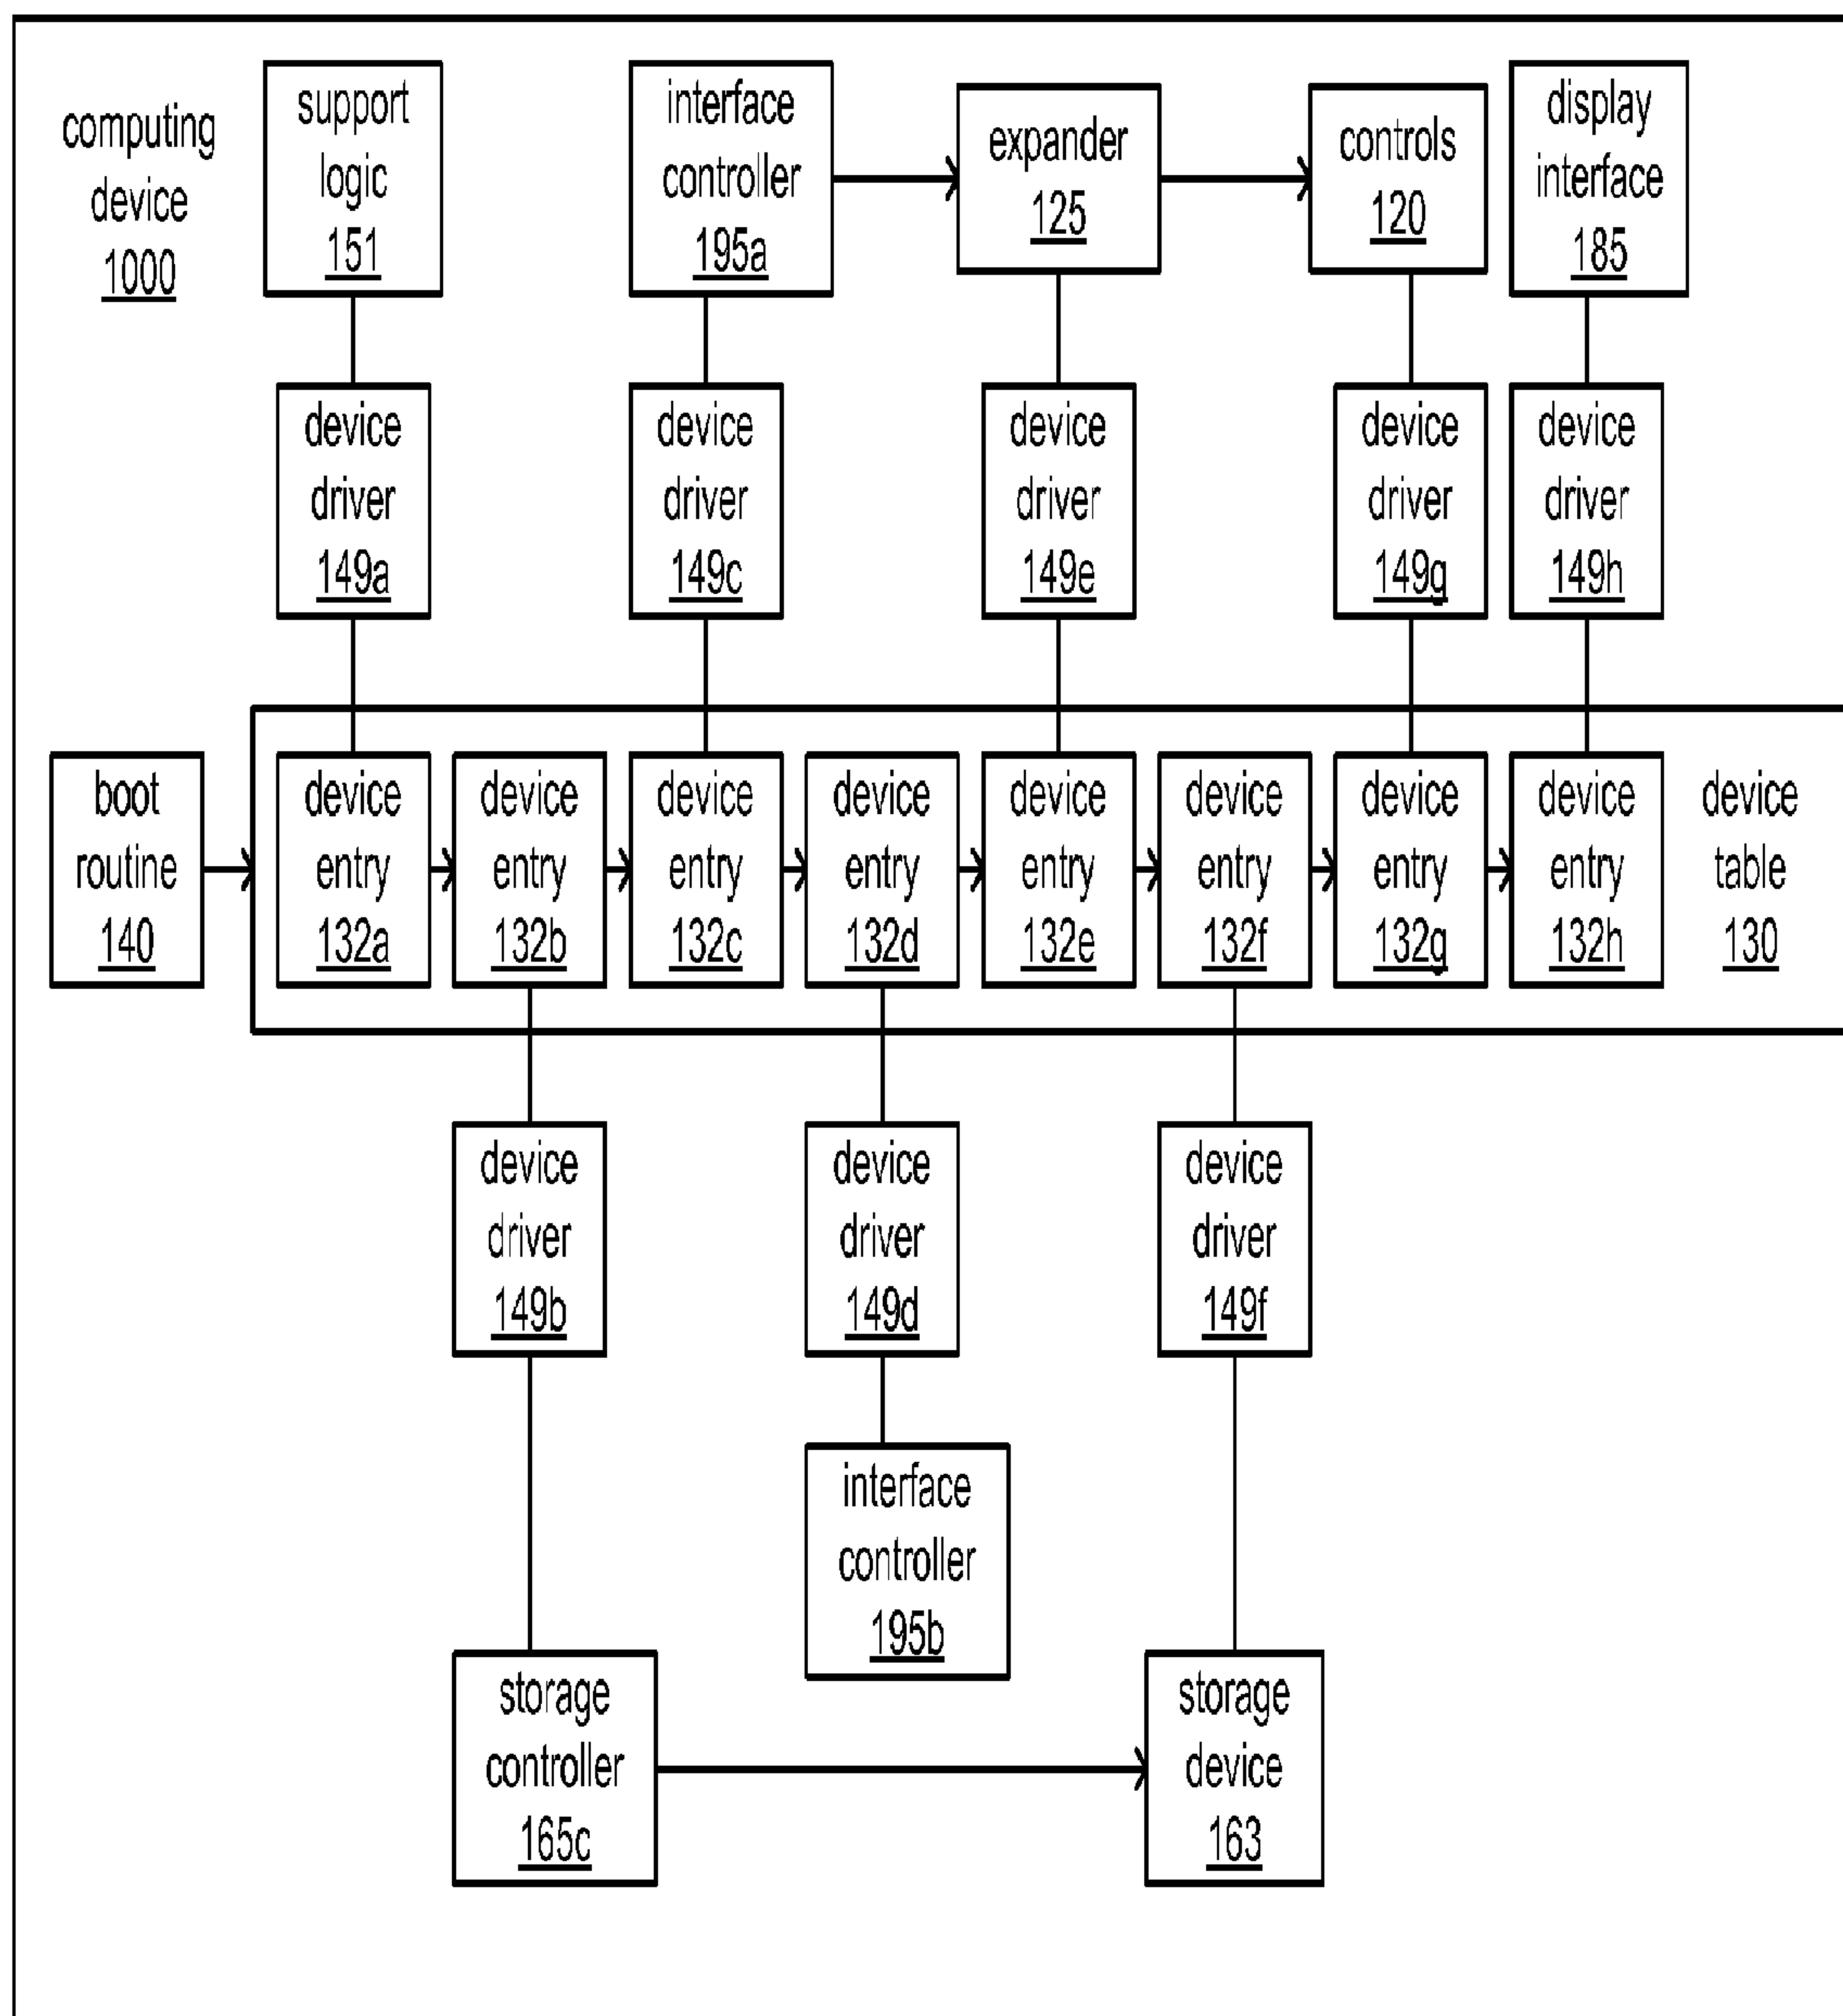 computing
device
1000
support
logic
151
interface
controller
195a
expander
125
controls
120
display
interface
185
device
driver
149a
device
driver
149c
device
driver
149e
device
driver
149g
device
driver
149h
boot
routine
140
device
entry
132a
device
entry
132b
device
entry
132c
device
entry
132d
device
entry
132e
device
entry
132f
device
entry
132g
device
entry
132h
device
table
130
device
driver
149b
device
driver
149d
device
driver
149f
interface
controller
195b
storage
controller
165c
storage
device
163